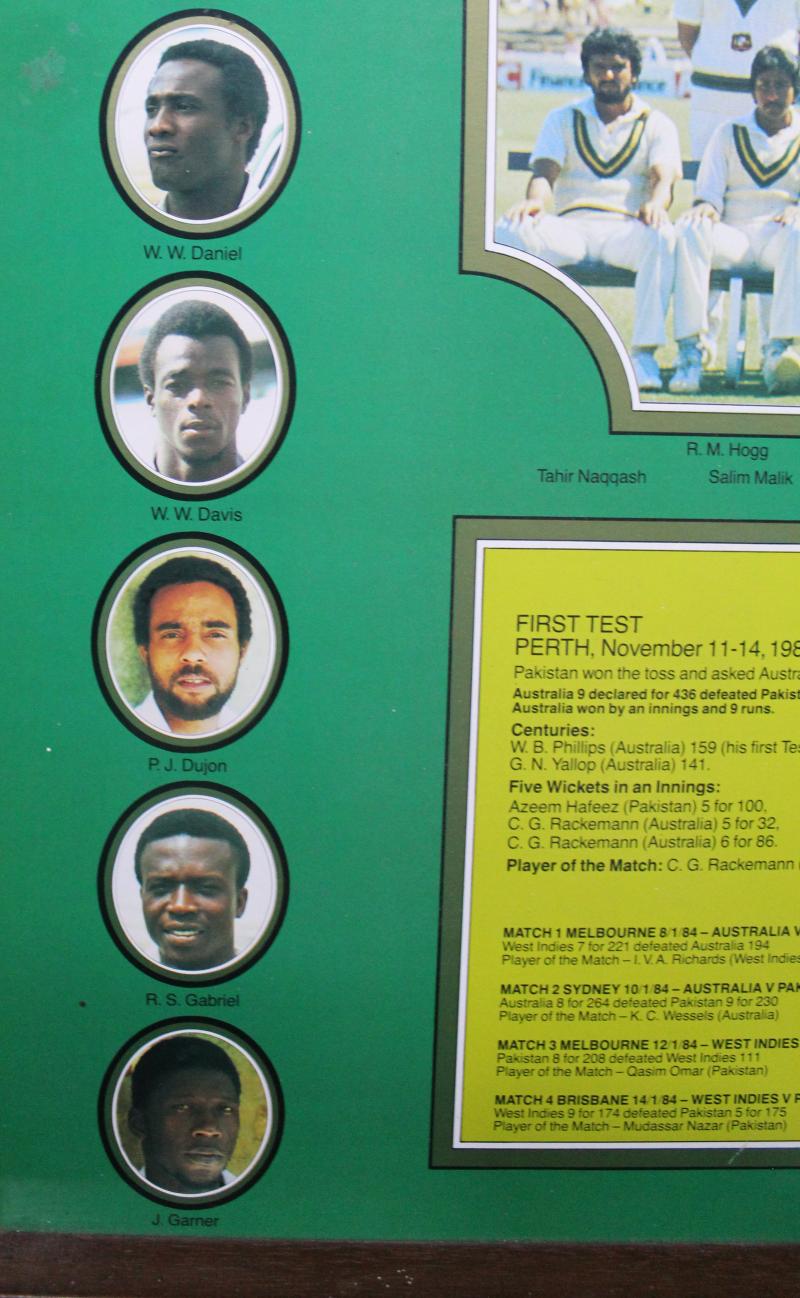 W. W. Daniel
W. W. Davis
P. J. Dujon
R. S. Gabriel
J. Garner
R. M. Hogg
Tahir Naqqash Salim Malik
FIRST TEST
PERTH, November 11-14, 198
Pakistan won the toss and asked Austra
Australia 9 declared for 436 defeated Pakist
Australia won by an innings and 9 runs.
Centuries:
W. B. Phillips (Australia) 159 (his first Tes
G. N. Yallop (Australia) 141.
Five Wickets in an Innings:
Azeem Hafeez (Pakistan) 5 for 100,
C. G. Rackemann (Australia) 5 for 32,
C. G. Rackemann (Australia) 6 for 86.
Player of the Match: C. G. Rackemann (
MATCH 1 MELBOURNE 8/1/84 – AUSTRALIA V
West Indies 7 for 221 defeated Australia 194
Player of the Match – I. V. A. Richards (West Indies
MATCH 2 SYDNEY 10/1/84 – AUSTRALIA V PAK
Australia 8 for 264 defeated Pakistan 9 for 230
Player of the Match – K. C. Wessels (Australia)
MATCH 3 MELBOURNE 12/1/84 – WEST INDIES
Pakistan 8 for 208 defeated West Indies 111
Player of the Match – Qasim Omar (Pakistan)
MATCH 4 BRISBANE 14/1/84 – WEST INDIES V P
West Indies 9 for 174 defeated Pakistan 5 for 175
Player of the Match – Mudassar Nazar (Pakistan)